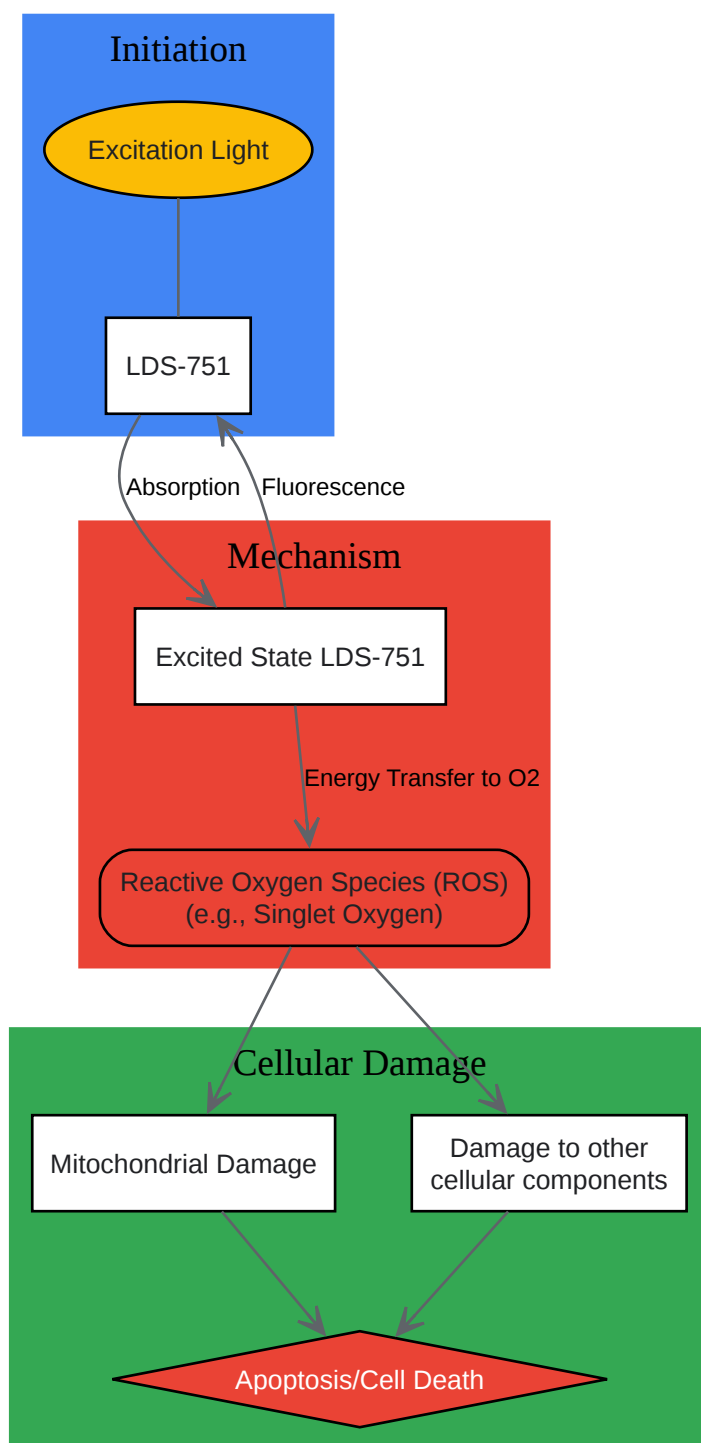 Initiation
Excitation Light
LDS-751
Absorption
Fluorescence
Mechanism
Excited State LDS-751
Energy Transfer to O2
Reactive Oxygen Species (ROS)
(e.g., Singlet Oxygen)
Cellular Damage
Mitochondrial Damage
Damage to other
cellular components
Apoptosis/Cell Death